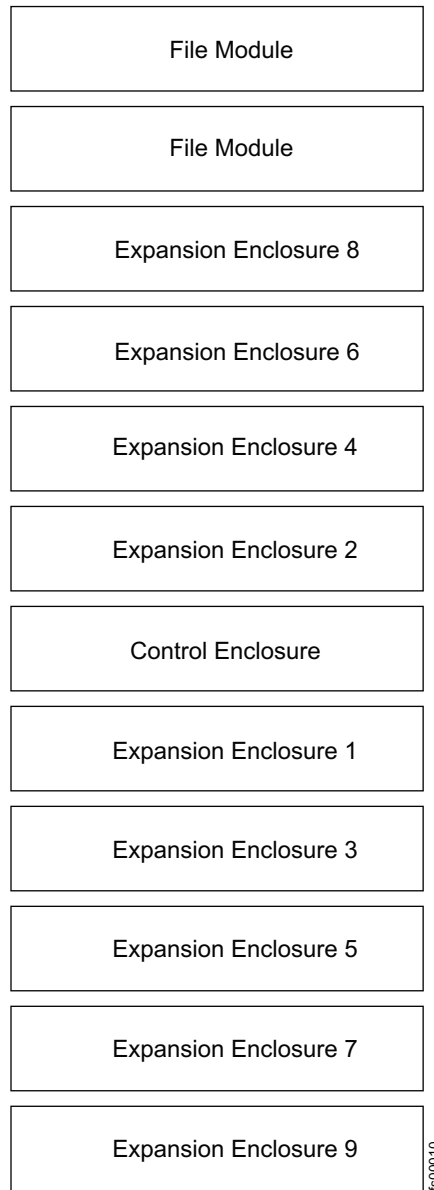 File Module
File Module
Expansion Enclosure 8
Expansion Enclosure 6
Expansion Enclosure 4
Expansion Enclosure 2
Control Enclosure
Expansion Enclosure 1
Expansion Enclosure 3
Expansion Enclosure 5
Expansion Enclosure 7
Expansion Enclosure 9